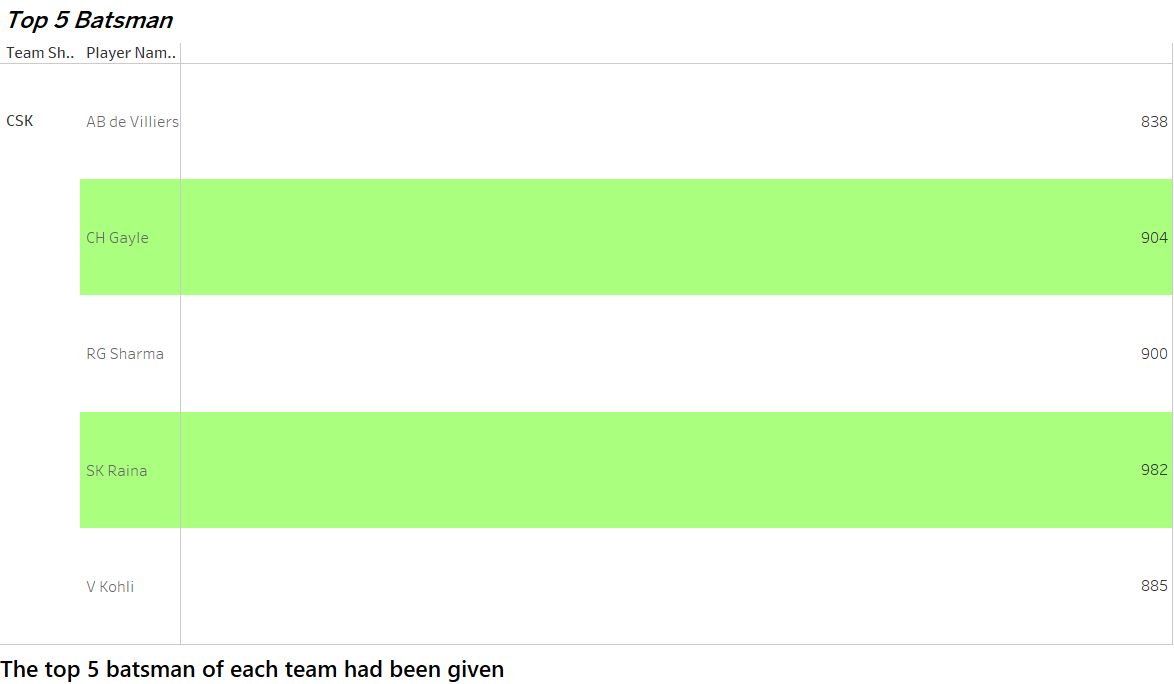 Top 5 Batsman
Team Sh.. Player Nam..
CSK AB de Villiers 838
CH Gayle 904
RG Sharma 900
SK Raina 982
V Kohli 885
The top 5 batsman of each team had been given